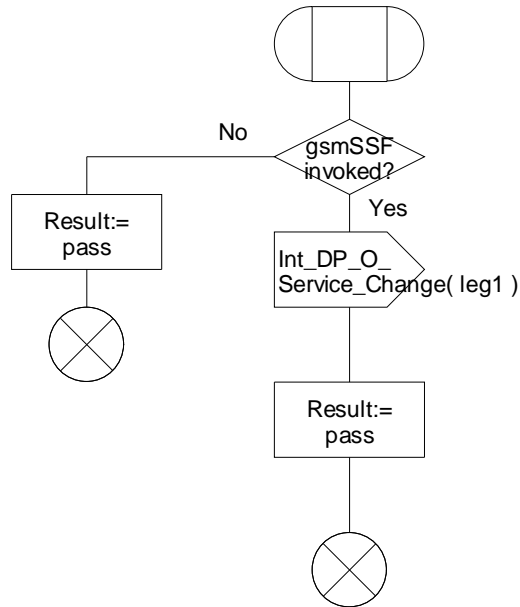 gsmSSF
invoked?
No
Yes
Result:=
pass
Int_DP_O_
Service_Change( leg1 )
Result:=
pass